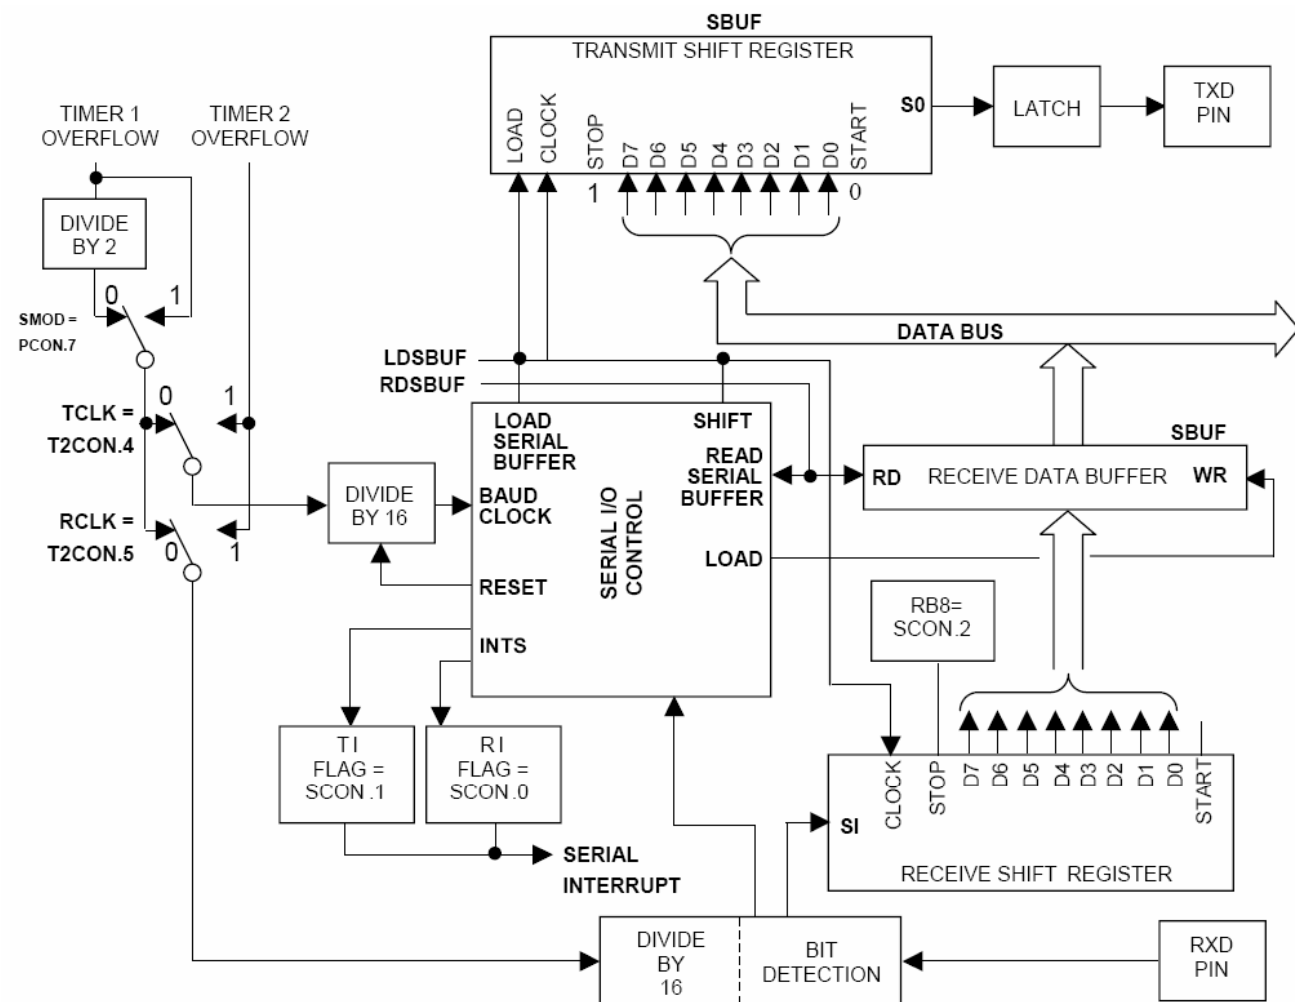 SBUF
TRANSMIT SHIFT REGISTER
LOAD
CLOCK
STOP
D7
D6
D5
D4
D3
D2
D1
D0
START
S0
1
0
LATCH
TXD
PIN
TIMER 1
OVERFLOW
TIMER 2
OVERFLOW
DIVIDE
BY 2
0
1
SMOD =
PCON.7
DATA BUS
LDSBUF
RDSBUF
0
1
TCLK =
T2CON.4
RCLK =
T2CON.5
0
1
DIVIDE
BY 16
LOAD
SERIAL
BUFFER
SHIFT
READ
SERIAL
BUFFER
BAUD
CLOCK
SERIAL I/O
CONTROL
LOAD
RESET
INTS
SBUF
RD
RECEIVE DATA BUFFER
WR
RB8=
SCON.2
TI
FLAG =
SCON .1
RI
FLAG =
SCON.0
SERIAL
INTERRUPT
CLOCK
STOP
D7
D6
D5
D4
D3
D2
D1
D0
START
SI
RECEIVE SHIFT REGISTER
DIVIDE
BY
16
BIT
DETECTION
RXD
PIN